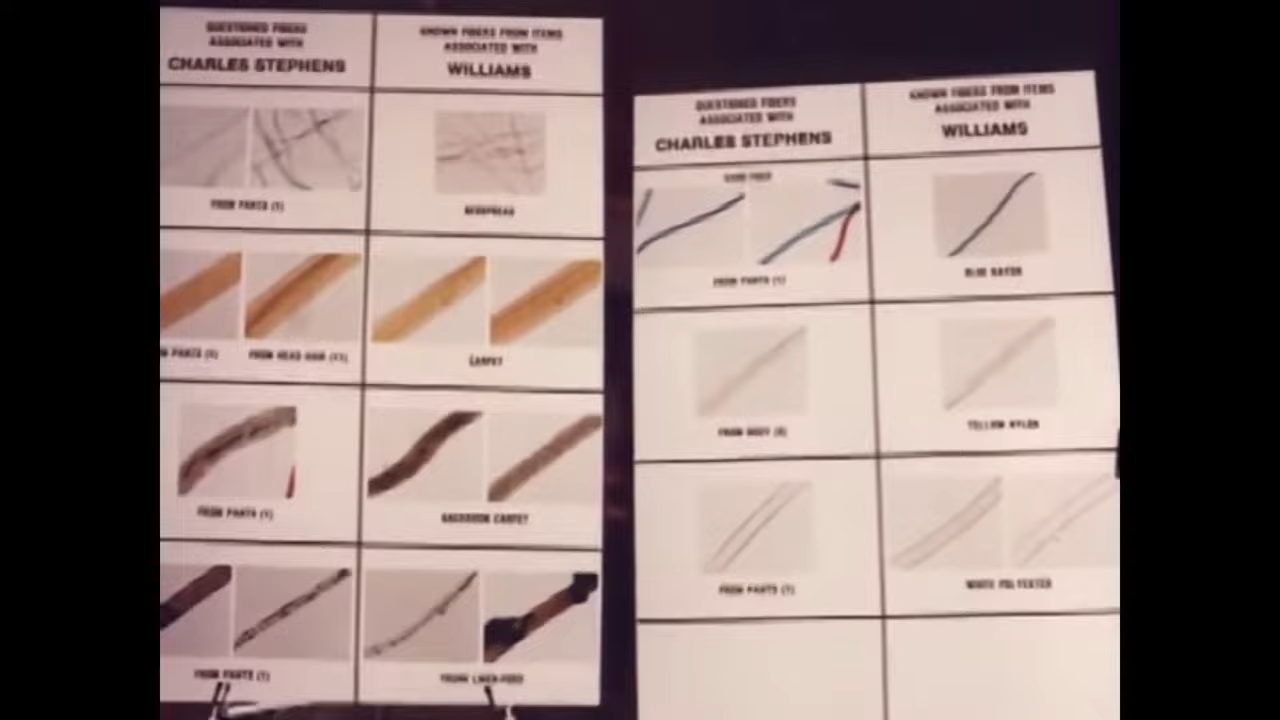 QUESTIONED FIBERS
ASSOCIATED WITH
CHARLES STEPHENS
KNOWN FIBERS FROM ITEMS
ASSOCIATED WITH
WILLIAMS
FROM PANTS (1)
BEDSPREAD
FROM HEAD HAIR
CARPET
FROM PANTS (1)
BACKROOM CARPET
FROM PANTS (1)
TRUNK LINER-FORD
QUESTIONED FIBERS
ASSOCIATED WITH
CHARLES STEPHENS
KNOWN FIBERS FROM ITEMS
ASSOCIATED WITH
WILLIAMS
FROM PANTS (1)
BLUE RAYON
FROM BODY
YELLOW NYLON
FROM PANTS
WHITE POLYESTER